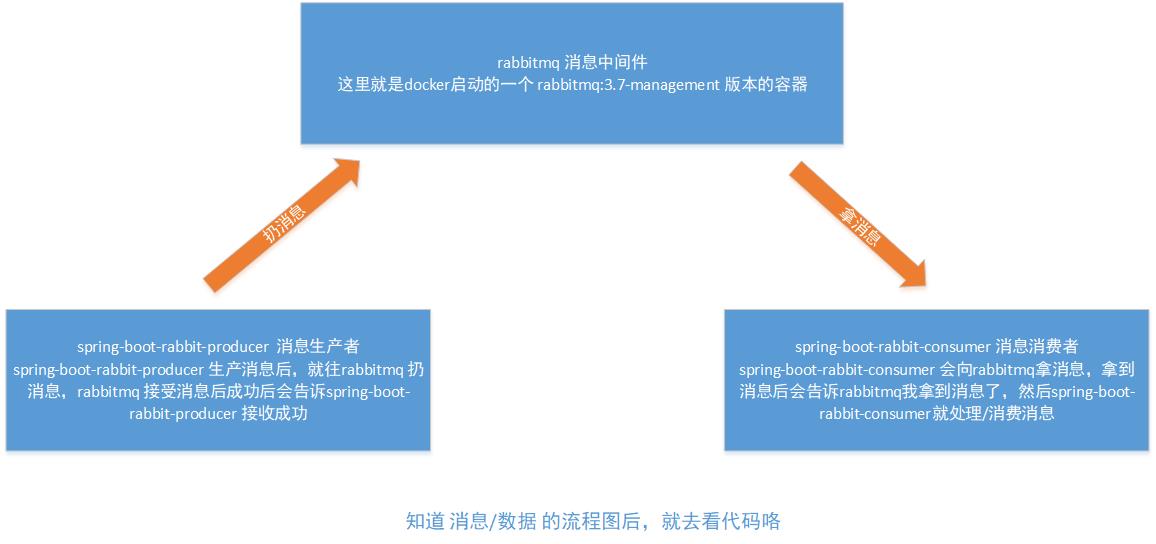 rabbitmq 消息中间件
这里就是docker启动的一个 rabbitmq:3.7-management 版本的容器
扔消息
拿消息
spring-boot-rabbit-producer 消息生产者
spring-boot-rabbit-producer 生产消息后，就往rabbitmq 扔
消息，rabbitmq 接受消息后成功后会告诉spring-boot-
rabbit-producer 接收成功
spring-boot-rabbit-consumer 消息消费者
spring-boot-rabbit-consumer 会向rabbitmq拿消息，拿到
消息后会告诉rabbitmq我拿到消息了，然后spring-boot-
rabbit-consumer就处理/消费消息
知道 消息/数据 的流程图后，就去看代码咯